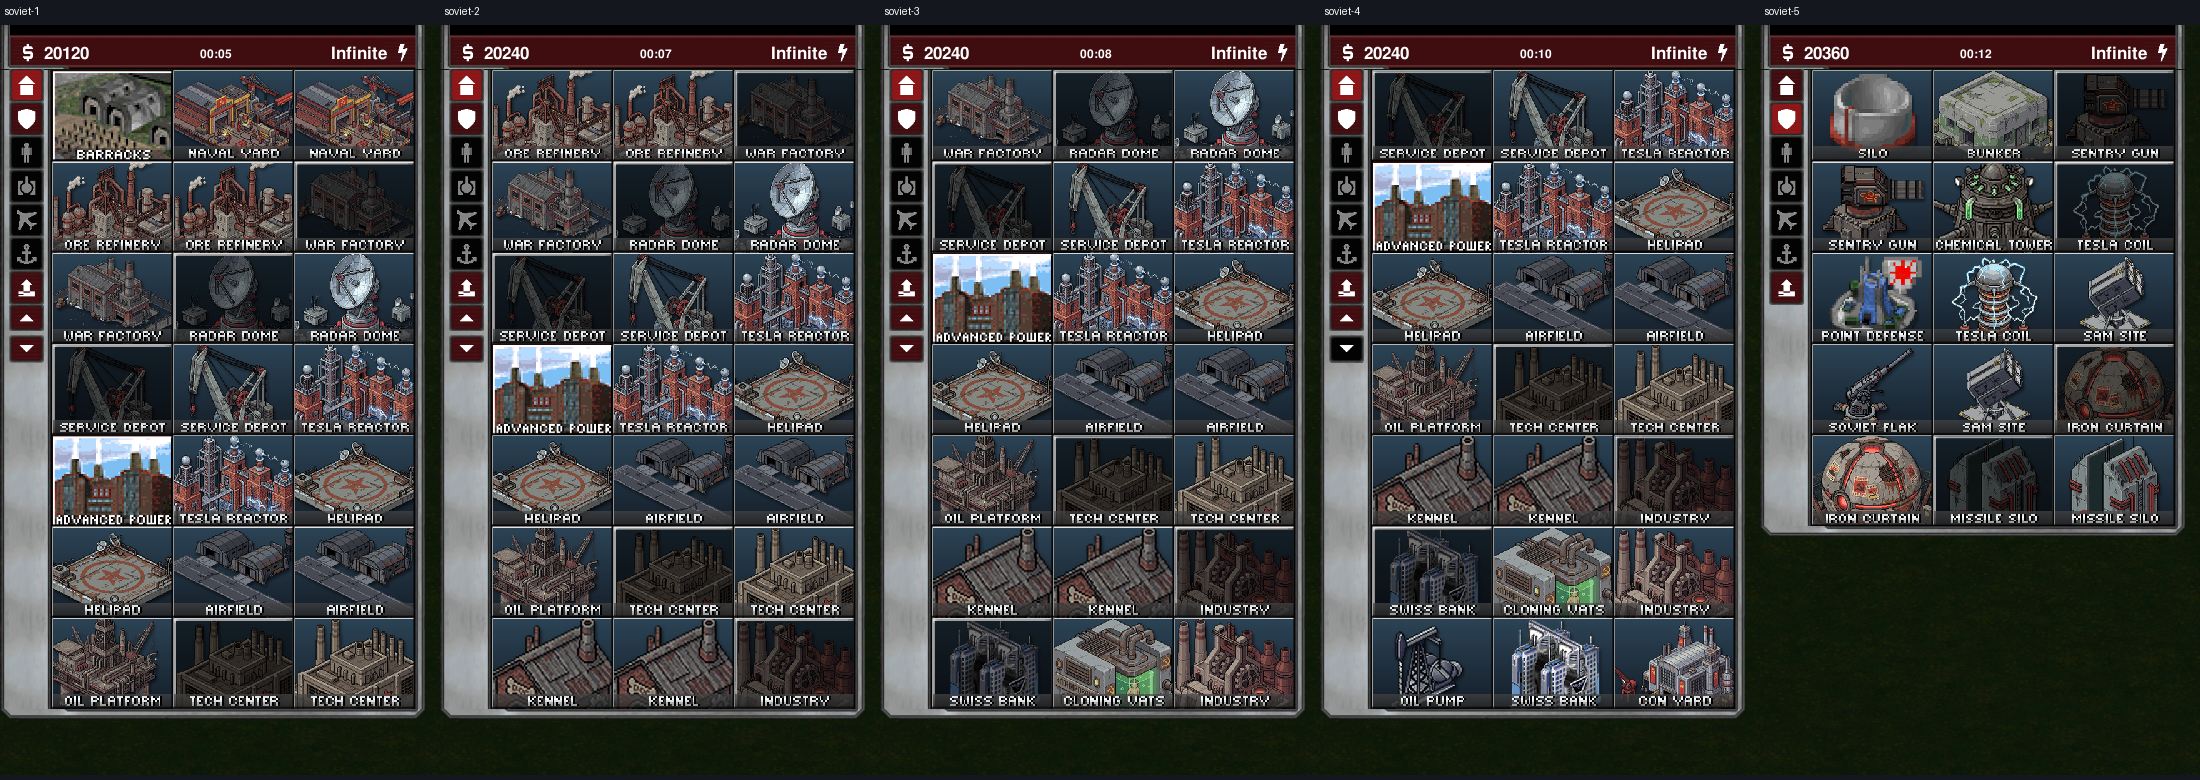 soviet-1
$ 20120 00:05 Infinite
BARRACKS NAVAL YARD NAVAL YARD
ORE REFINERY ORE REFINERY WAR FACTORY
WAR FACTORY RADAR DOME RADAR DOME
SERVICE DEPOT SERVICE DEPOT TESLA REACTOR
ADVANCED POWER TESLA REACTOR HELIPAD
HELIPAD AIRFIELD AIRFIELD
OIL PLATFORM TECH CENTER TECH CENTER
soviet-2
$ 20240 00:07 Infinite
ORE REFINERY ORE REFINERY WAR FACTORY
WAR FACTORY RADAR DOME RADAR DOME
SERVICE DEPOT SERVICE DEPOT TESLA REACTOR
ADVANCED POWER TESLA REACTOR HELIPAD
HELIPAD AIRFIELD AIRFIELD
OIL PLATFORM TECH CENTER TECH CENTER
KENNEL KENNEL INDUSTRY
soviet-3
$ 20240 00:08 Infinite
WAR FACTORY RADAR DOME RADAR DOME
SERVICE DEPOT SERVICE DEPOT TESLA REACTOR
ADVANCED POWER TESLA REACTOR HELIPAD
HELIPAD AIRFIELD AIRFIELD
OIL PLATFORM TECH CENTER TECH CENTER
KENNEL KENNEL INDUSTRY
SWISS BANK CLONING VATS INDUSTRY
soviet-4
$ 20240 00:10 Infinite
SERVICE DEPOT SERVICE DEPOT TESLA REACTOR
ADVANCED POWER TESLA REACTOR HELIPAD
HELIPAD AIRFIELD AIRFIELD
OIL PLATFORM TECH CENTER TECH CENTER
KENNEL KENNEL INDUSTRY
SWISS BANK CLONING VATS INDUSTRY
OIL PUMP SWISS BANK CON YARD
soviet-5
$ 20360 00:12 Infinite
SILO BUNKER SENTRY GUN
SENTRY GUN CHEMICAL TOWER TESLA COIL
POINT DEFENSE TESLA COIL SAM SITE
SOVIET FLAK SAM SITE IRON CURTAIN
IRON CURTAIN MISSILE SILO MISSILE SILO